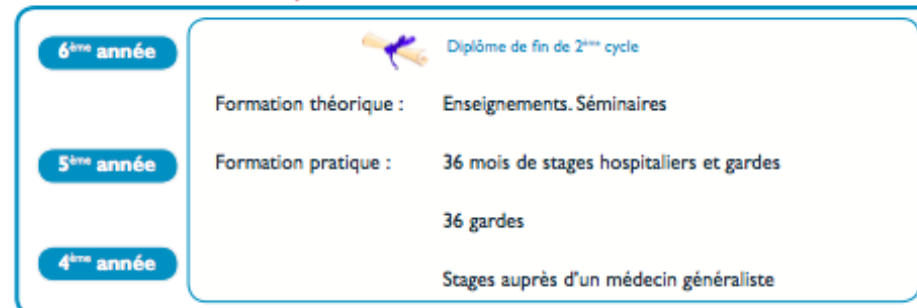 6ème année
Diplôme de fin de 2ème cycle
Formation théorique : Enseignements. Séminaires
5ème année
Formation pratique : 36 mois de stages hospitaliers et gardes
36 gardes
4ème année
Stages auprès d'un médecin généraliste